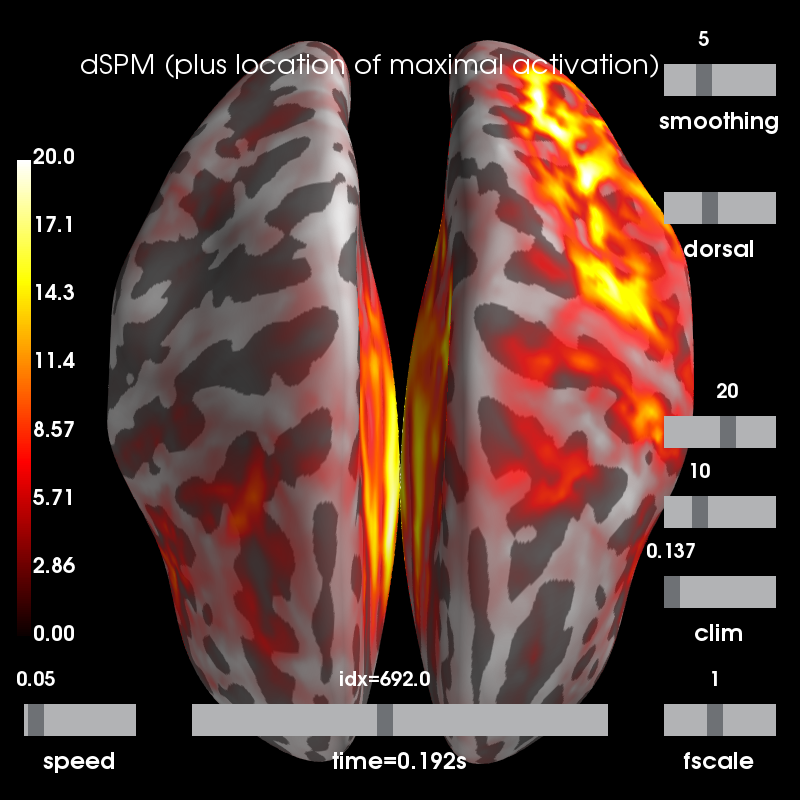 5
dSPM (plus location of maximal activation)
smoothing
20.0
17.1
dorsal
14.3
11.4
20
8.57
10
5.71
0.137
2.86
0.00
clim
0.05
idx=692.0
1
speed
time=0.192s
fscale